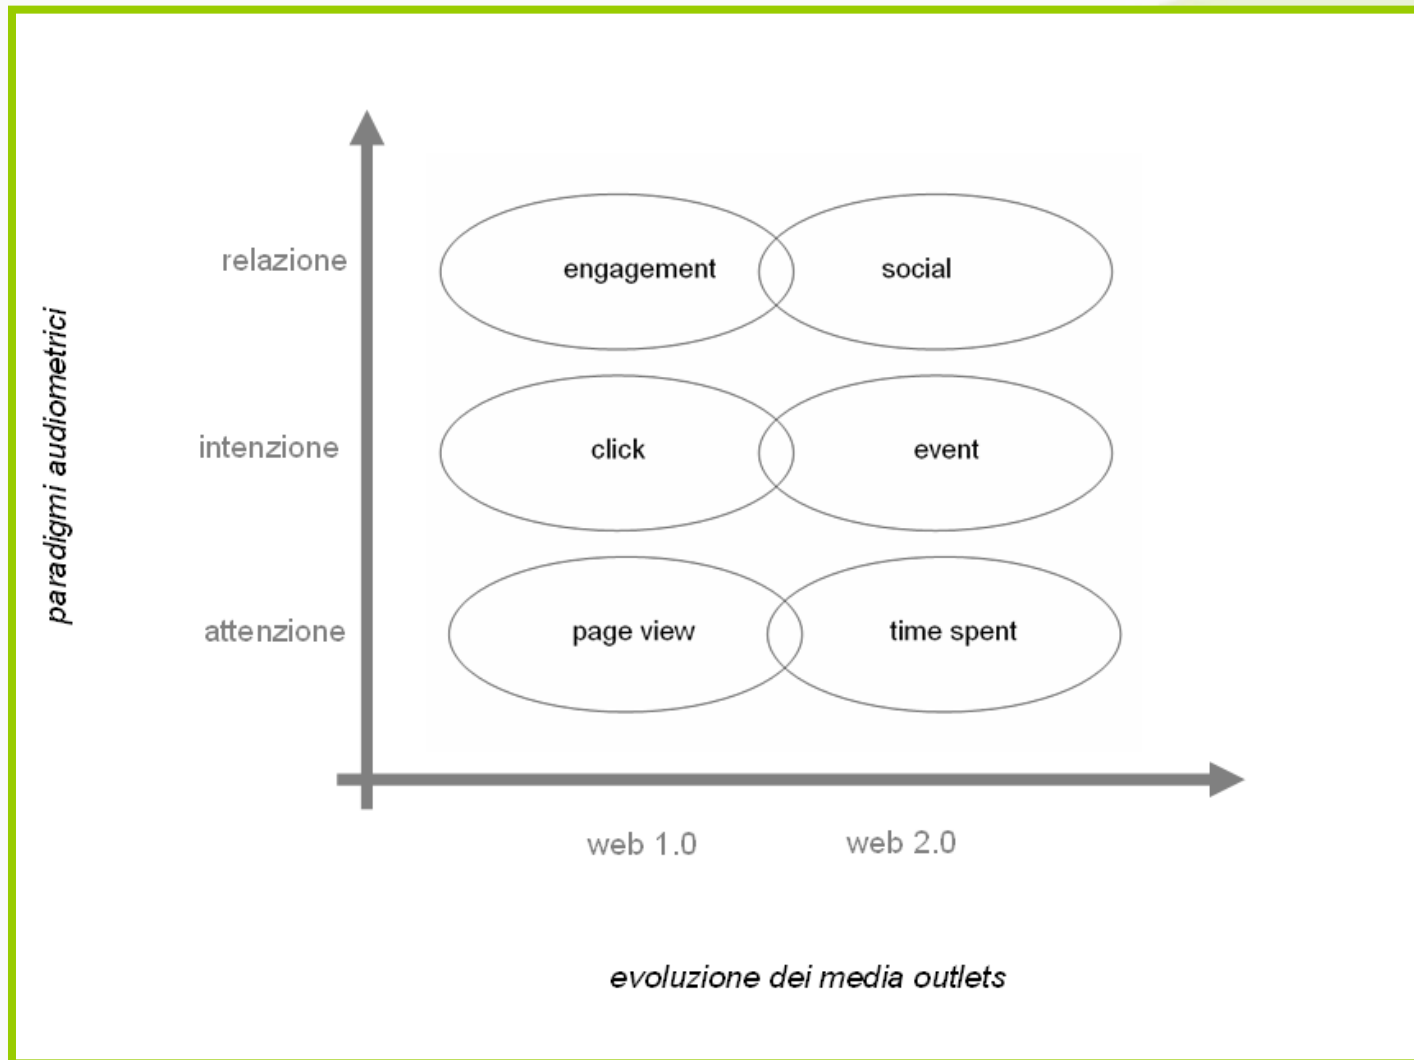 relazione
engagement
social
paradigmi audiometrici
intenzione
click
event
attenzione
page view
time spent
web 1.0
web 2.0
evoluzione dei media outlets